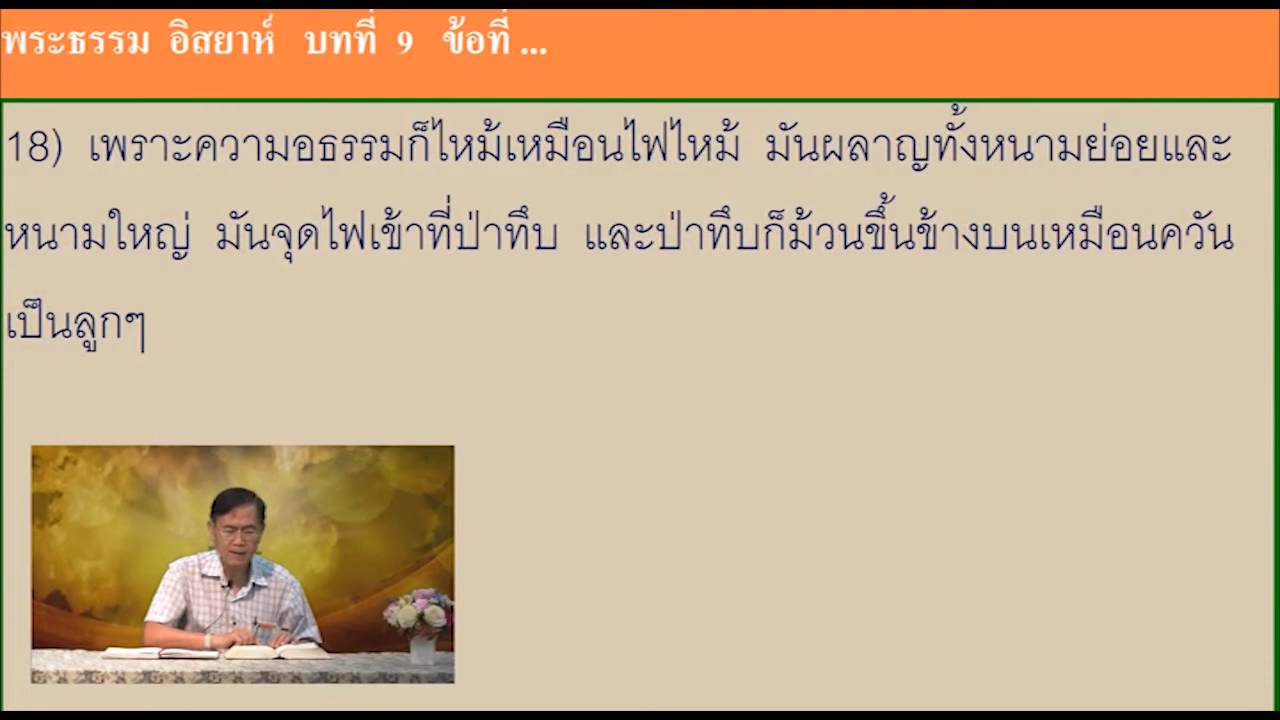 พระธรรม อิสยาห์ บทที่ 9 ข้อที่ ...
18) เพราะความอธรรมก็ไหม้เหมือนไฟไหม้ มันผลาญทั้งหนามย่อยและ
หนามใหญ่ มันจุดไฟเข้าที่ป่าทึบ และป่าทึบก็ม้วนขึ้นข้างบนเหมือนควัน
เป็นลูกๆ